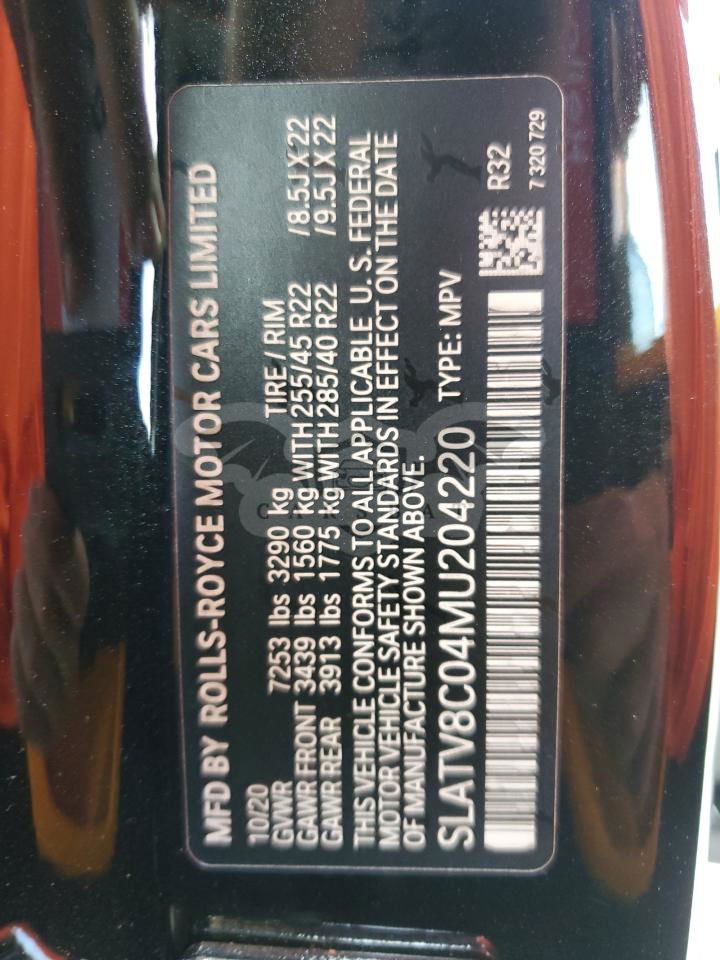 MFD BY ROLLS-ROYCE MOTOR CARS LIMITED
10/20 TIRE / RIM
GVWR 7253 lbs 3290 kg
GAWR FRONT 3439 lbs 1560 kg WITH 255/45 R22 /8.5J X 22
GAWR REAR 3913 lbs 1775 kg WITH 285/40 R22 /9.5J X 22
THIS VEHICLE CONFORMS TO ALL APPLICABLE U. S. FEDERAL
MOTOR VEHICLE SAFETY STANDARDS IN EFFECT ON THE DATE
OF MANUFACTURE SHOWN ABOVE.
SLATV8C04MU204220 TYPE: MPV
R32
7 320 729